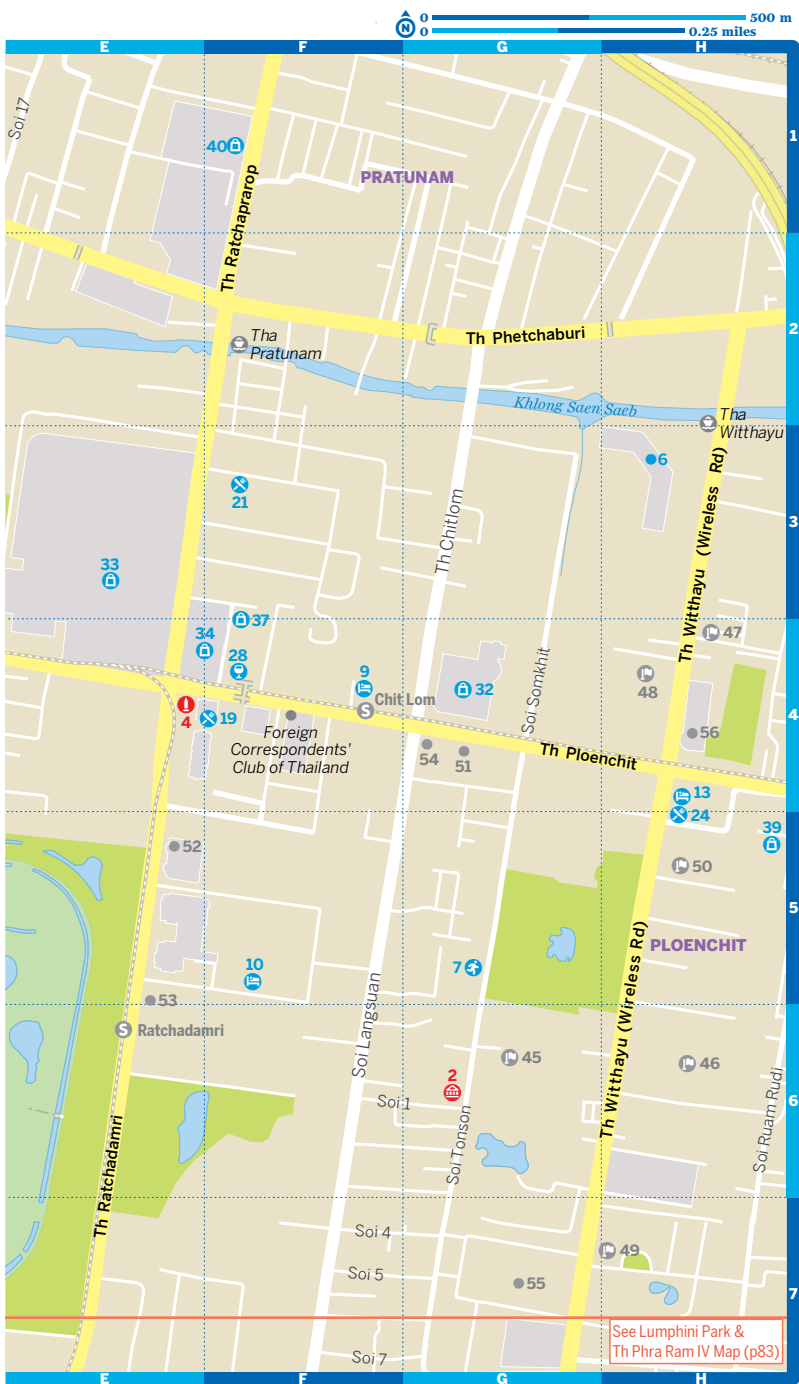 N
0 500 m
0 0.25 miles
E F G H
Soi 17
1
40
PRATUNAM
Th Ratchaprarop
2
Th Phetchaburi
Tha
Pratunam
Khlong Saen Saeb
Tha
Witthayu
6
21
3
Th Chitlom
Th Witthayu (Wireless Rd)
33
37
47
34
28
9
48
32
Soi Somkhit
Chit Lom
4
19
56
4
Foreign
Correspondents'
Club of Thailand
54
51
Th Ploenchit
13
24
39
52
50
5
PLOENCHIT
10
7
53
Ratchadamri
Soi Langsuan
Th Witthayu (Wireless Rd)
45
46
2
6
Soi 1
Soi Tonson
Soi Ruam Rudi
Th Ratchadamri
Soi 4
49
Soi 5
55
7
See Lumphini Park &
Th Phra Ram IV Map (p83)
Soi 7
E F G H
S
S